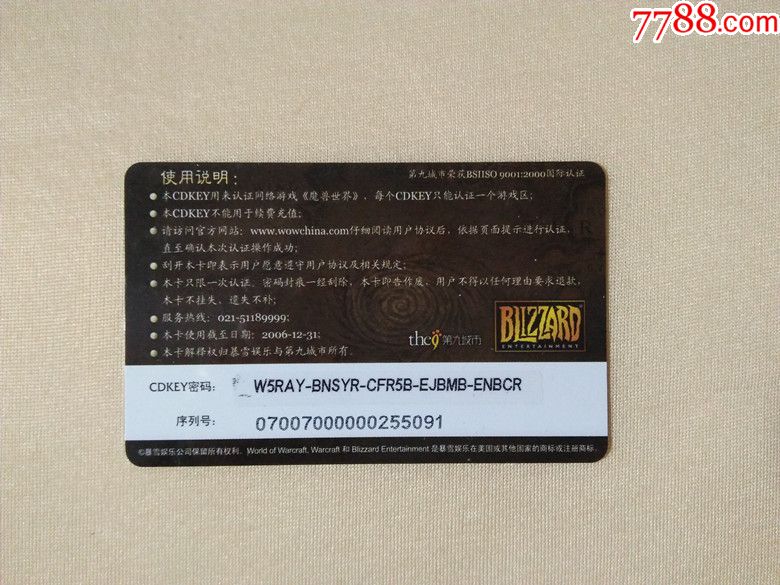 7788.com
使用说明：
第九城市荣获BSIISO 9001:2000国际认证
本CDKEY用来认证网络游戏《魔兽世界》，每个CDKEY只能认证一个游戏区；
本CDKEY不能用于续费充值；
请访问官方网站：www.wowchina.com仔细阅读用户协议后，依据页面提示进行认证，
直至确认本次认证操作成功；
刮开本卡即表示用户愿意遵守用户协议及相关规定；
本卡只限一次认证。密码封痕一经刮除，本卡即告作废，用户不得以任何理由要求退款，
本卡不挂失，遗失不补；
服务热线：021-51189999；
本卡使用截至日期：2006-12-31；
本卡解释权归暴雪娱乐与第九城市所有。
the9 第九城市
BLIZZARD
ENTERTAINMENT
CDKEY密码： W5RAY-BNSYR-CFR5B-EJBMB-ENBCR
序列号： 07007000000255091
©暴雪娱乐公司保留所有权利。World of Warcraft, Warcraft 和 Blizzard Entertainment 是暴雪娱乐在美国或其他国家的商标或注册商标。